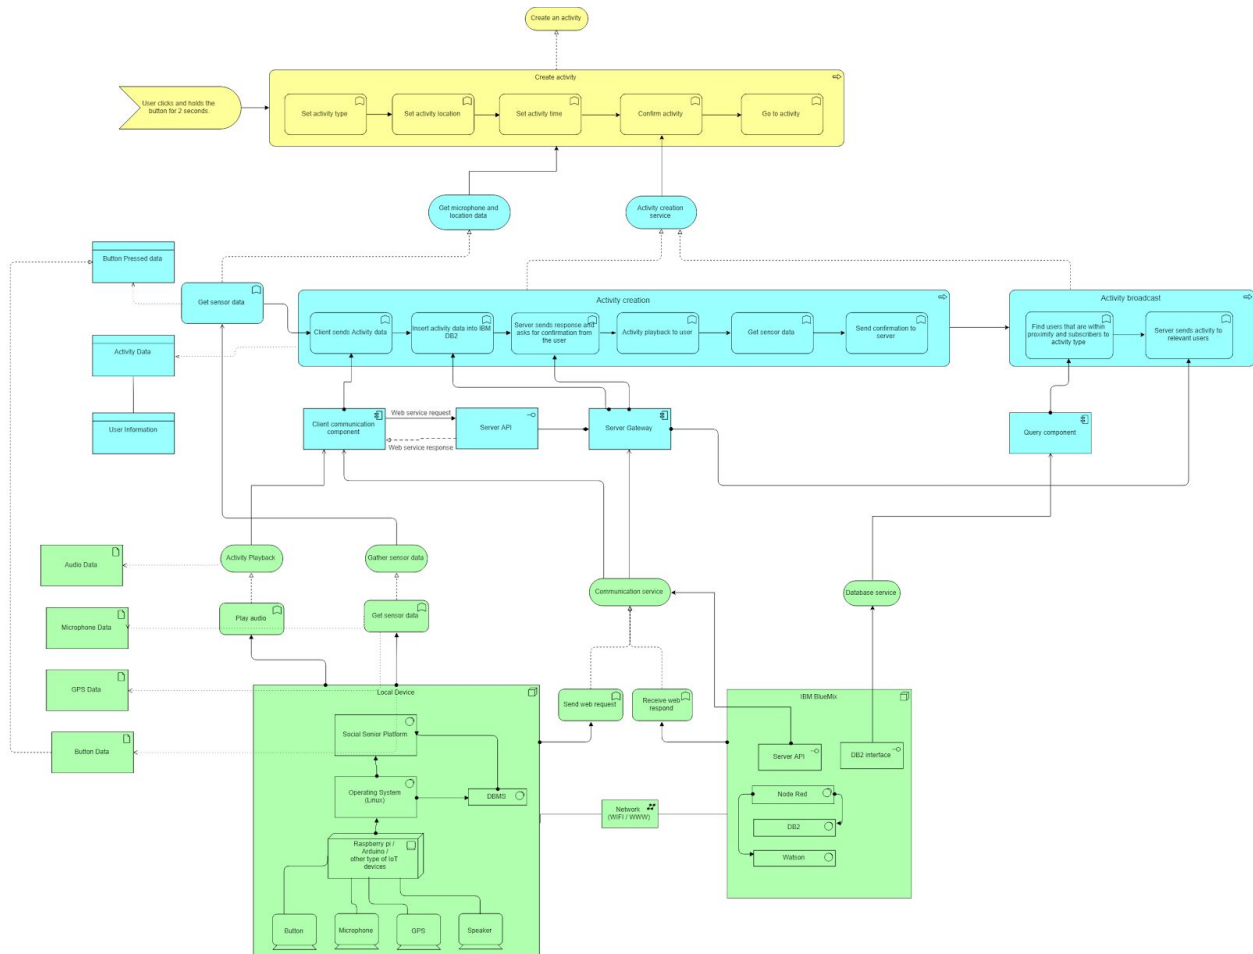 Create an activity
Create activity
User clicks and holds the
button for 2 seconds.
Set activity type
Set activity location
Set activity time
Confirm activity
Go to activity
Get microphone and
location data
Activity creation
service
Button Pressed data
Get sensor data
Activity creation
Activity broadcast
Client sends Activity data
Insert activity data into IBM
DB2
Server sends response and
asks for confirmation from
the user
Activity playback to user
Get sensor data
Send confirmation to
server
Find users that are within
proximity and subscribers to
activity type
Server sends activity to
relevant users
Activity Data
User Information
Client communication
component
Web service request
Web service response
Server API
Server Gateway
Query component
Audio Data
Activity Playback
Gather sensor data
Communication service
Database service
Microphone Data
Play audio
Get sensor data
GPS Data
Button Data
Local Device
Send web request
Receive web
respond
IBM BlueMix
Social Senior Platform
Server API
DB2 interface
Operating System
(Linux)
DBMS
Node Red
Network
(WIFI / WWW)
DB2
Watson
Raspberry pi /
Arduino /
other type of IoT
devices
Button
Microphone
GPS
Speaker